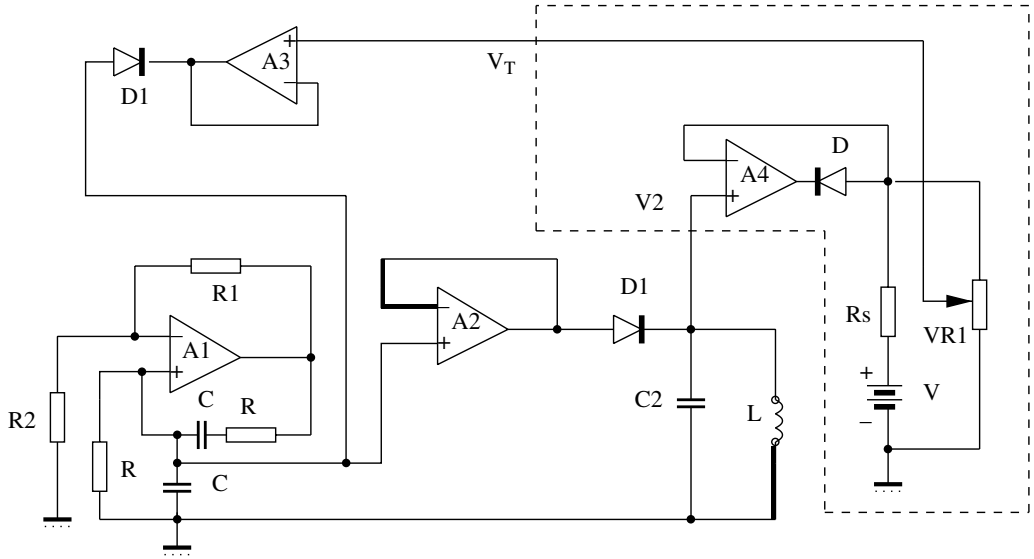 A3
V_T
D1
D
A4
V2
R1
D1
A2
Rs
VR1
A1
C
R
C2
L
+
V
R2
R
C
−